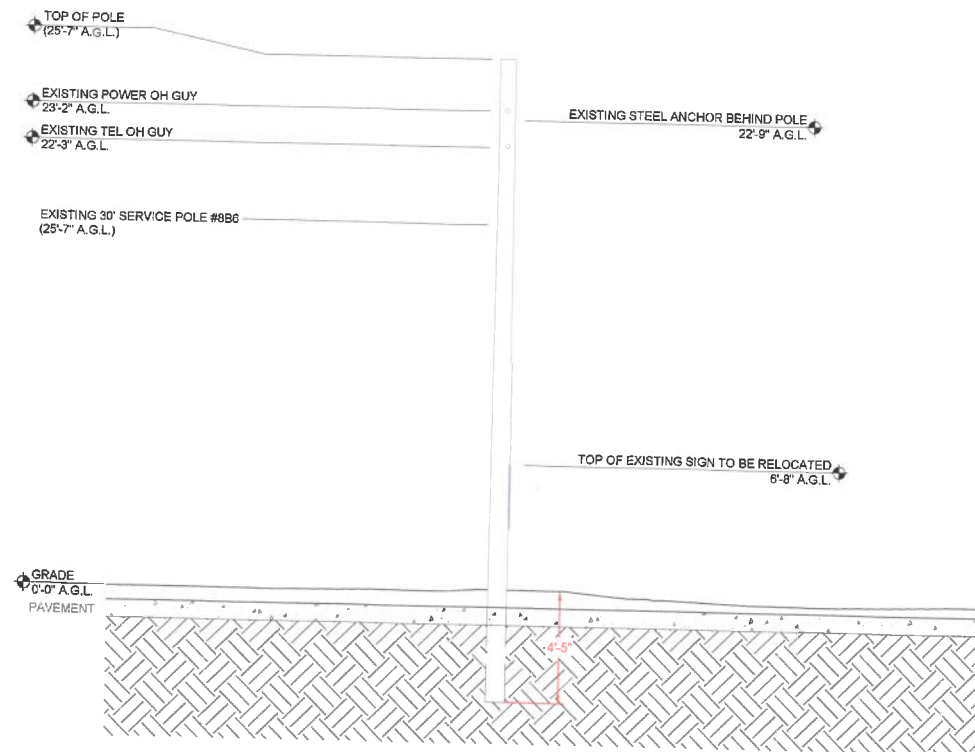 TOP OF POLE
(25'-7" A.G.L.)
EXISTING POWER OH GUY
23'-2" A.G.L.
EXISTING TEL OH GUY
22'-3" A.G.L.
EXISTING STEEL ANCHOR BEHIND POLE
22'-9" A.G.L.
EXISTING 30' SERVICE POLE #8B6
(25'-7" A.G.L.)
TOP OF EXISTING SIGN TO BE RELOCATED
6'-8" A.G.L.
GRADE
0'-0" A.G.L.
PAVEMENT
4'-5"